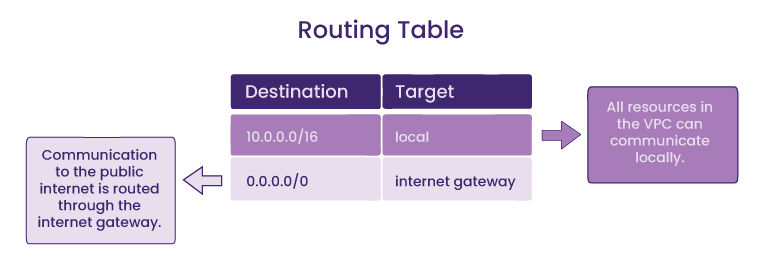 Routing Table
Destination Target
10.0.0.0/16 local
0.0.0.0/0 internet gateway
All resources in
the VPC can
communicate
locally.
Communication
to the public
internet is routed
through the
internet gateway.